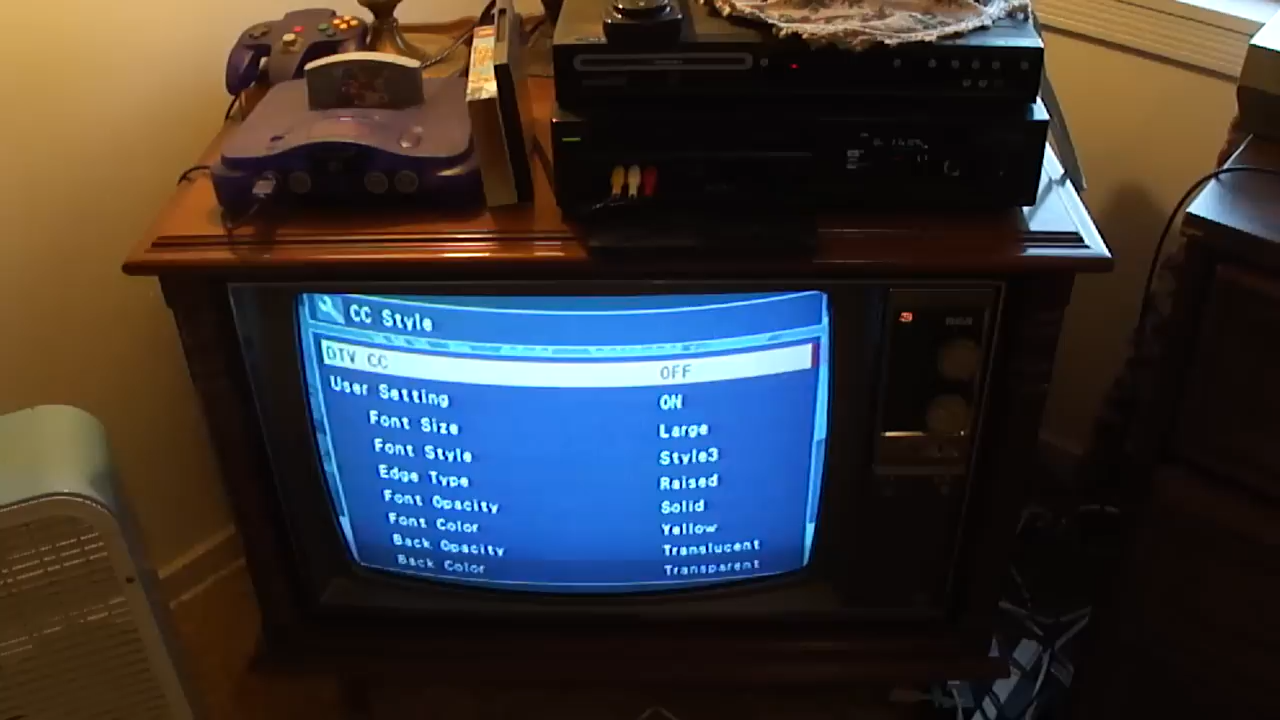 CC Style
DTV CC OFF
User Setting ON
Font Size Large
Font Style Style3
Edge Type Raised
Font Opacity Solid
Font Color Yellow
Back Opacity Translucent
Back Color Transparent